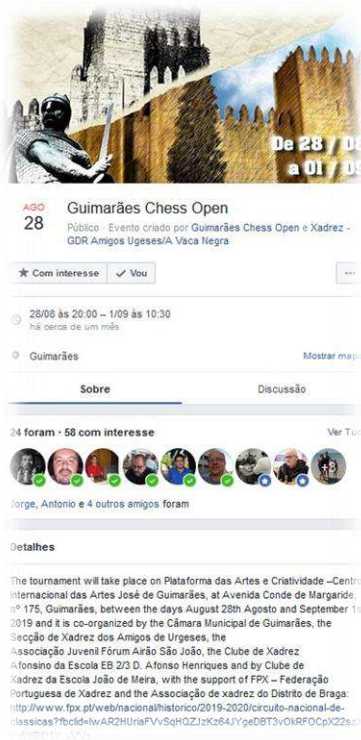 De 28 / 08
a 01 / 09
AGO
28
Guimarães Chess Open
Público · Evento criado por Guimarães Chess Open e Xadrez -
GDR Amigos Ugeses/A Vaca Negra
Com interesse
Vou
28/08 às 20:00 – 1/09 às 10:30
há cerca de um mês
Guimarães
Mostrar mapa
Sobre
Discussão
24 foram · 58 com interesse
Ver Tu
+8
Jorge, Antonio e 4 outros amigos foram
Detalhes
The tournament will take place on Plataforma das Artes e Criatividade –Centro
Internacional das Artes José de Guimarães, at Avenida Conde de Margaride,
nº 175, Guimarães, between the days August 28th Agosto and September 1s
2019 and it is co-organized by the Câmara Municipal de Guimarães, the
Secção de Xadrez dos Amigos de Urgeses, the
Associação Juvenil Fórum Airão São João, the Clube de Xadrez
Afonsino da Escola EB 2/3 D. Afonso Henriques and by Clube de
Xadrez da Escola João de Meira, with the support of FPX – Federação
Portuguesa de Xadrez and the Associação de xadrez do Distrito de Braga:
http://www.fpx.pt/web/nacional/historico/2019-2020/circuito-nacional-de-